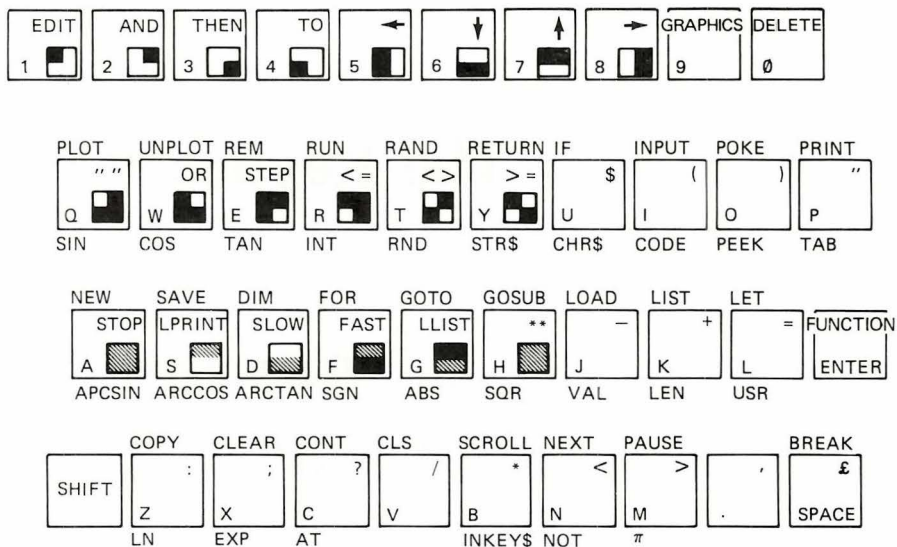 EDIT AND THEN TO ← ↓ ↑ → GRAPHICS DELETE
1 2 3 4 5 6 7 8 9 Ø
PLOT UNPLOT REM RUN RAND RETURN IF INPUT POKE PRINT
" " OR STEP < = < > > = $ ( ) "
Q W E R T Y U I O P
SIN COS TAN INT RND STR$ CHR$ CODE PEEK TAB
NEW SAVE DIM FOR GOTO GOSUB LOAD LIST LET
STOP LPRINT SLOW FAST LLIST ** − + = FUNCTION
A S D F G H J K L ENTER
APCSIN ARCCOS ARCTAN SGN ABS SQR VAL LEN USR
COPY CLEAR CONT CLS SCROLL NEXT PAUSE BREAK
SHIFT : ; ? / * < > , £
Z X C V B N M . SPACE
LN EXP AT INKEY$ NOT π